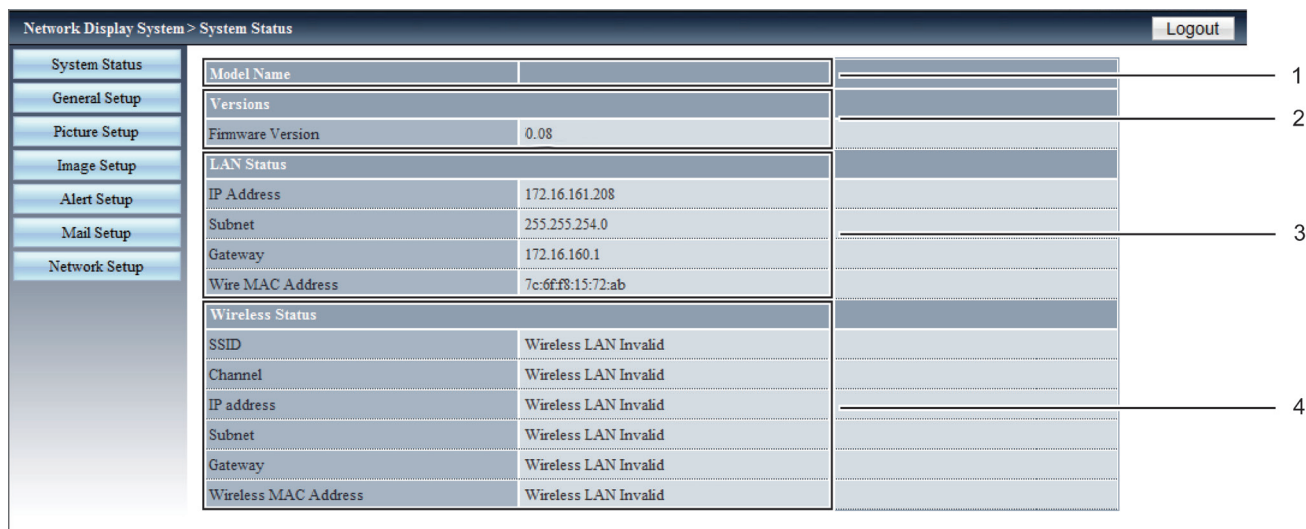 Network Display System > System Status
Logout
System Status
General Setup
Picture Setup
Image Setup
Alert Setup
Mail Setup
Network Setup
Model Name
1
Versions
2
Firmware Version 0.08
LAN Status
IP Address 172.16.161.208
Subnet 255.255.254.0
3
Gateway 172.16.160.1
Wire MAC Address 7c:6f:f8:15:72:ab
Wireless Status
SSID Wireless LAN Invalid
Channel Wireless LAN Invalid
IP address Wireless LAN Invalid
4
Subnet Wireless LAN Invalid
Gateway Wireless LAN Invalid
Wireless MAC Address Wireless LAN Invalid